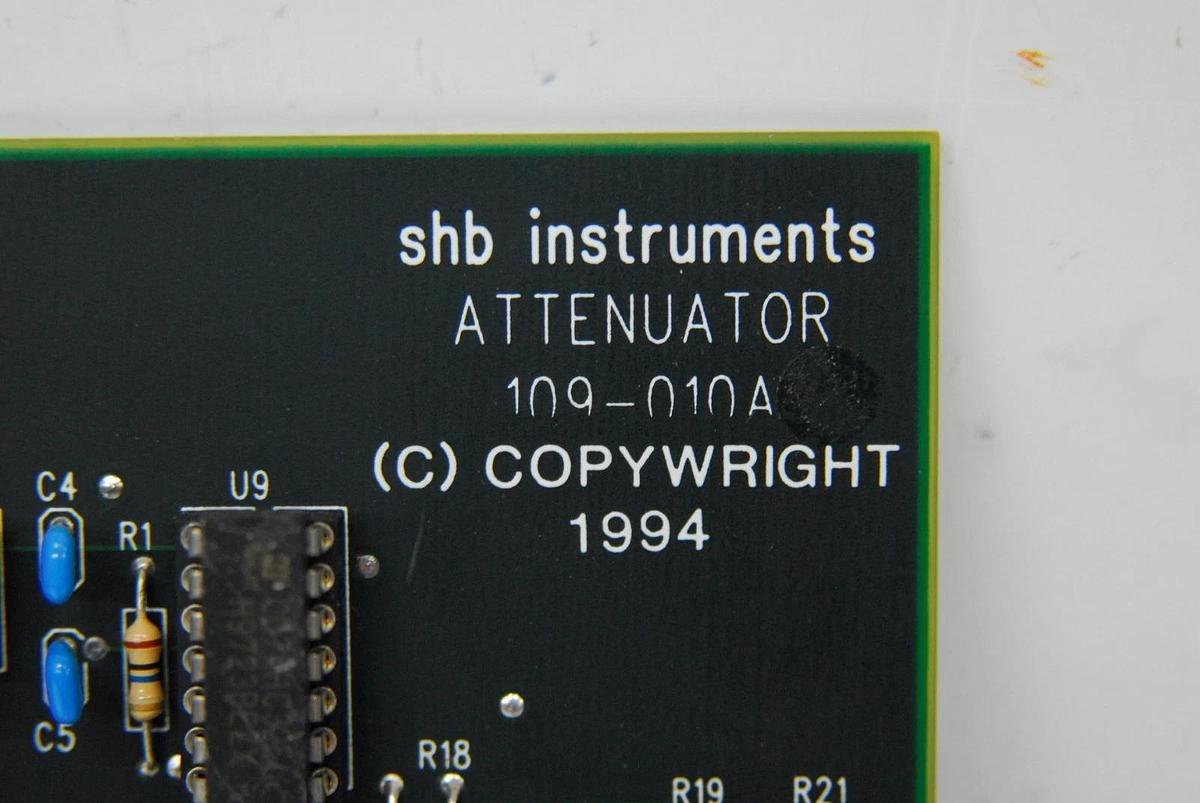 shb instruments
ATTENUATOR
109-010A
(C) COPYWRIGHT
1994
C4
U9
R1
C5
R18
R19
R21